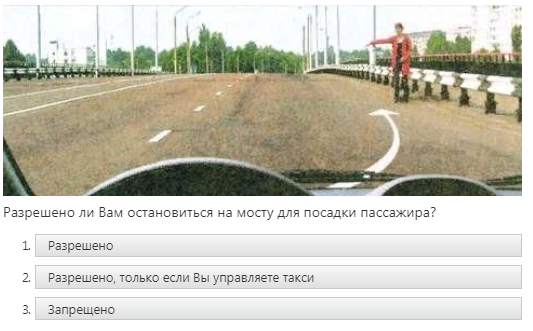 Разрешено ли Вам остановиться на мосту для посадки пассажира?
1. Разрешено
2. Разрешено, только если Вы управляете такси
3. Запрещено